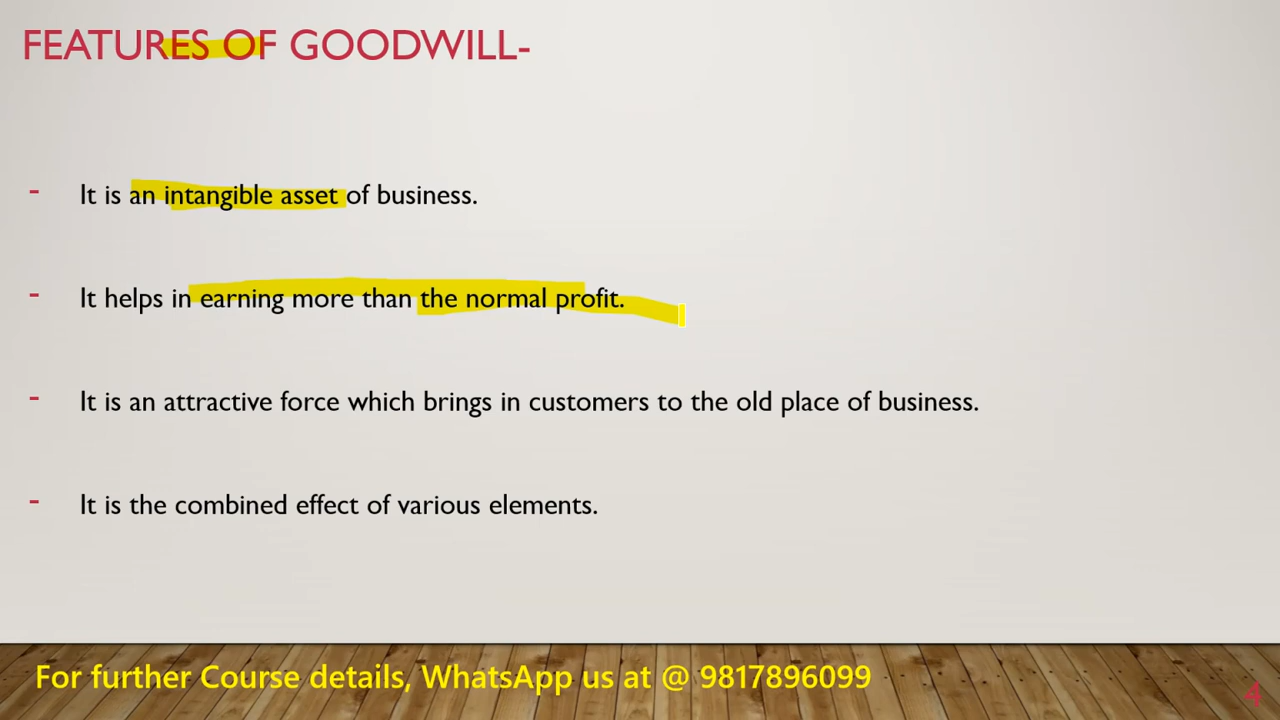 FEATURES OF GOODWILL-
- It is an intangible asset of business.
- It helps in earning more than the normal profit.
- It is an attractive force which brings in customers to the old place of business.
- It is the combined effect of various elements.
For further Course details, WhatsApp us at @ 9817896099
4